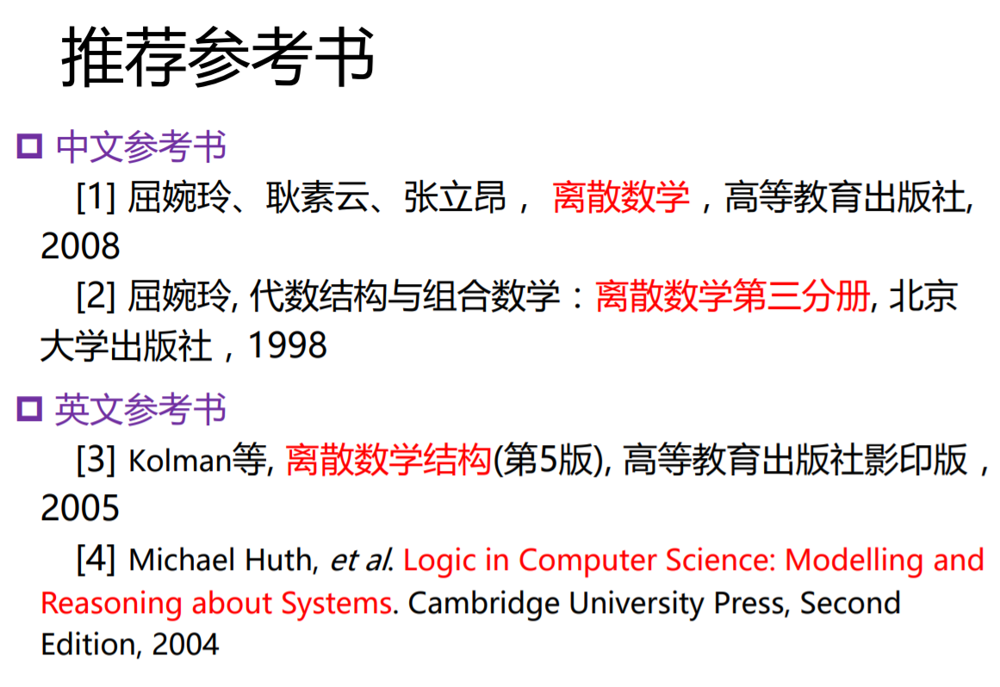 推荐参考书
中文参考书
[1] 屈婉玲、耿素云、张立昂， 离散数学，高等教育出版社,
2008
[2] 屈婉玲, 代数结构与组合数学：离散数学第三分册, 北京
大学出版社，1998
英文参考书
[3] Kolman等, 离散数学结构(第5版), 高等教育出版社影印版，
2005
[4] Michael Huth, et al. Logic in Computer Science: Modelling and
Reasoning about Systems. Cambridge University Press, Second
Edition, 2004